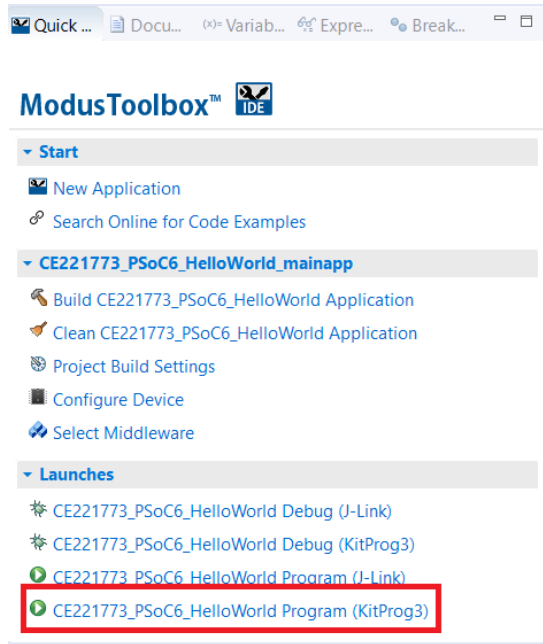 Quick ... Docu... (x)= Variab... Expre... Break...
ModusToolbox™ IDE
Start
New Application
Search Online for Code Examples
CE221773_PSoC6_HelloWorld_mainapp
Build CE221773_PSoC6_HelloWorld Application
Clean CE221773_PSoC6_HelloWorld Application
Project Build Settings
Configure Device
Select Middleware
Launches
CE221773_PSoC6_HelloWorld Debug (J-Link)
CE221773_PSoC6_HelloWorld Debug (KitProg3)
CE221773_PSoC6_HelloWorld Program (J-Link)
CE221773_PSoC6_HelloWorld Program (KitProg3)